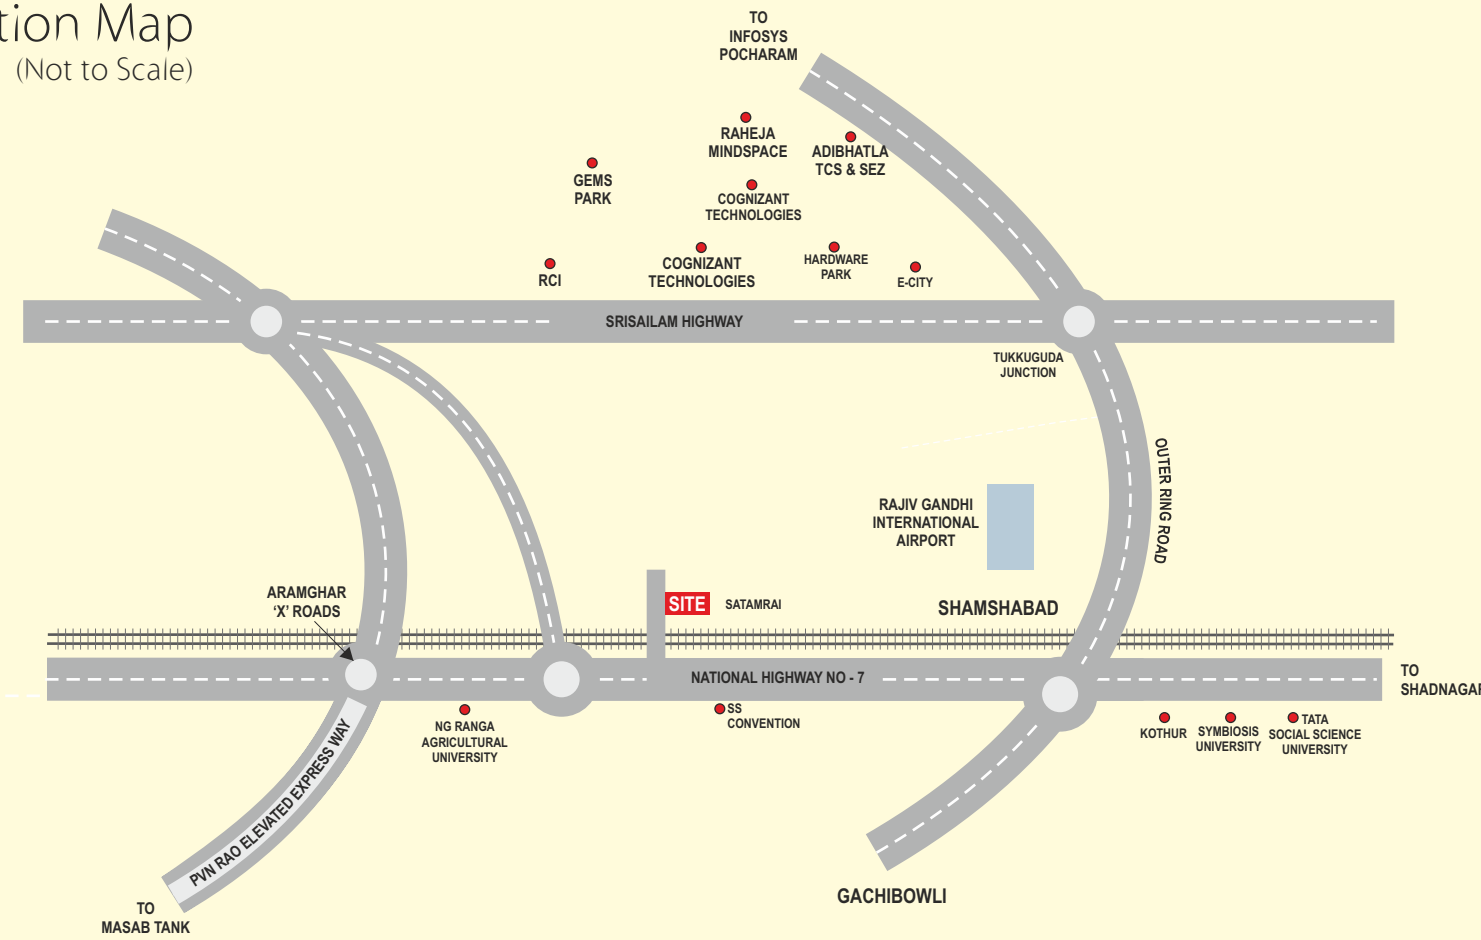 tion Map
(Not to Scale)
TO
INFOSYS
POCHARAM
RAHEJA
MINDSPACE
ADIBHATLA
TCS & SEZ
GEMS
PARK
COGNIZANT
TECHNOLOGIES
RCI
COGNIZANT
TECHNOLOGIES
HARDWARE
PARK
E-CITY
SRISAILAM HIGHWAY
TUKKUGUDA
JUNCTION
OUTER RING ROAD
RAJIV GANDHI
INTERNATIONAL
AIRPORT
ARAMGHAR
‘X’ ROADS
SITE
SATAMRAI
SHAMSHABAD
NATIONAL HIGHWAY NO - 7
TO
SHADNAGAR
NG RANGA
AGRICULTURAL
UNIVERSITY
SS
CONVENTION
KOTHUR
SYMBIOSIS
UNIVERSITY
TATA
SOCIAL SCIENCE
UNIVERSITY
PVN RAO ELEVATED EXPRESS WAY
GACHIBOWLI
TO
MASAB TANK